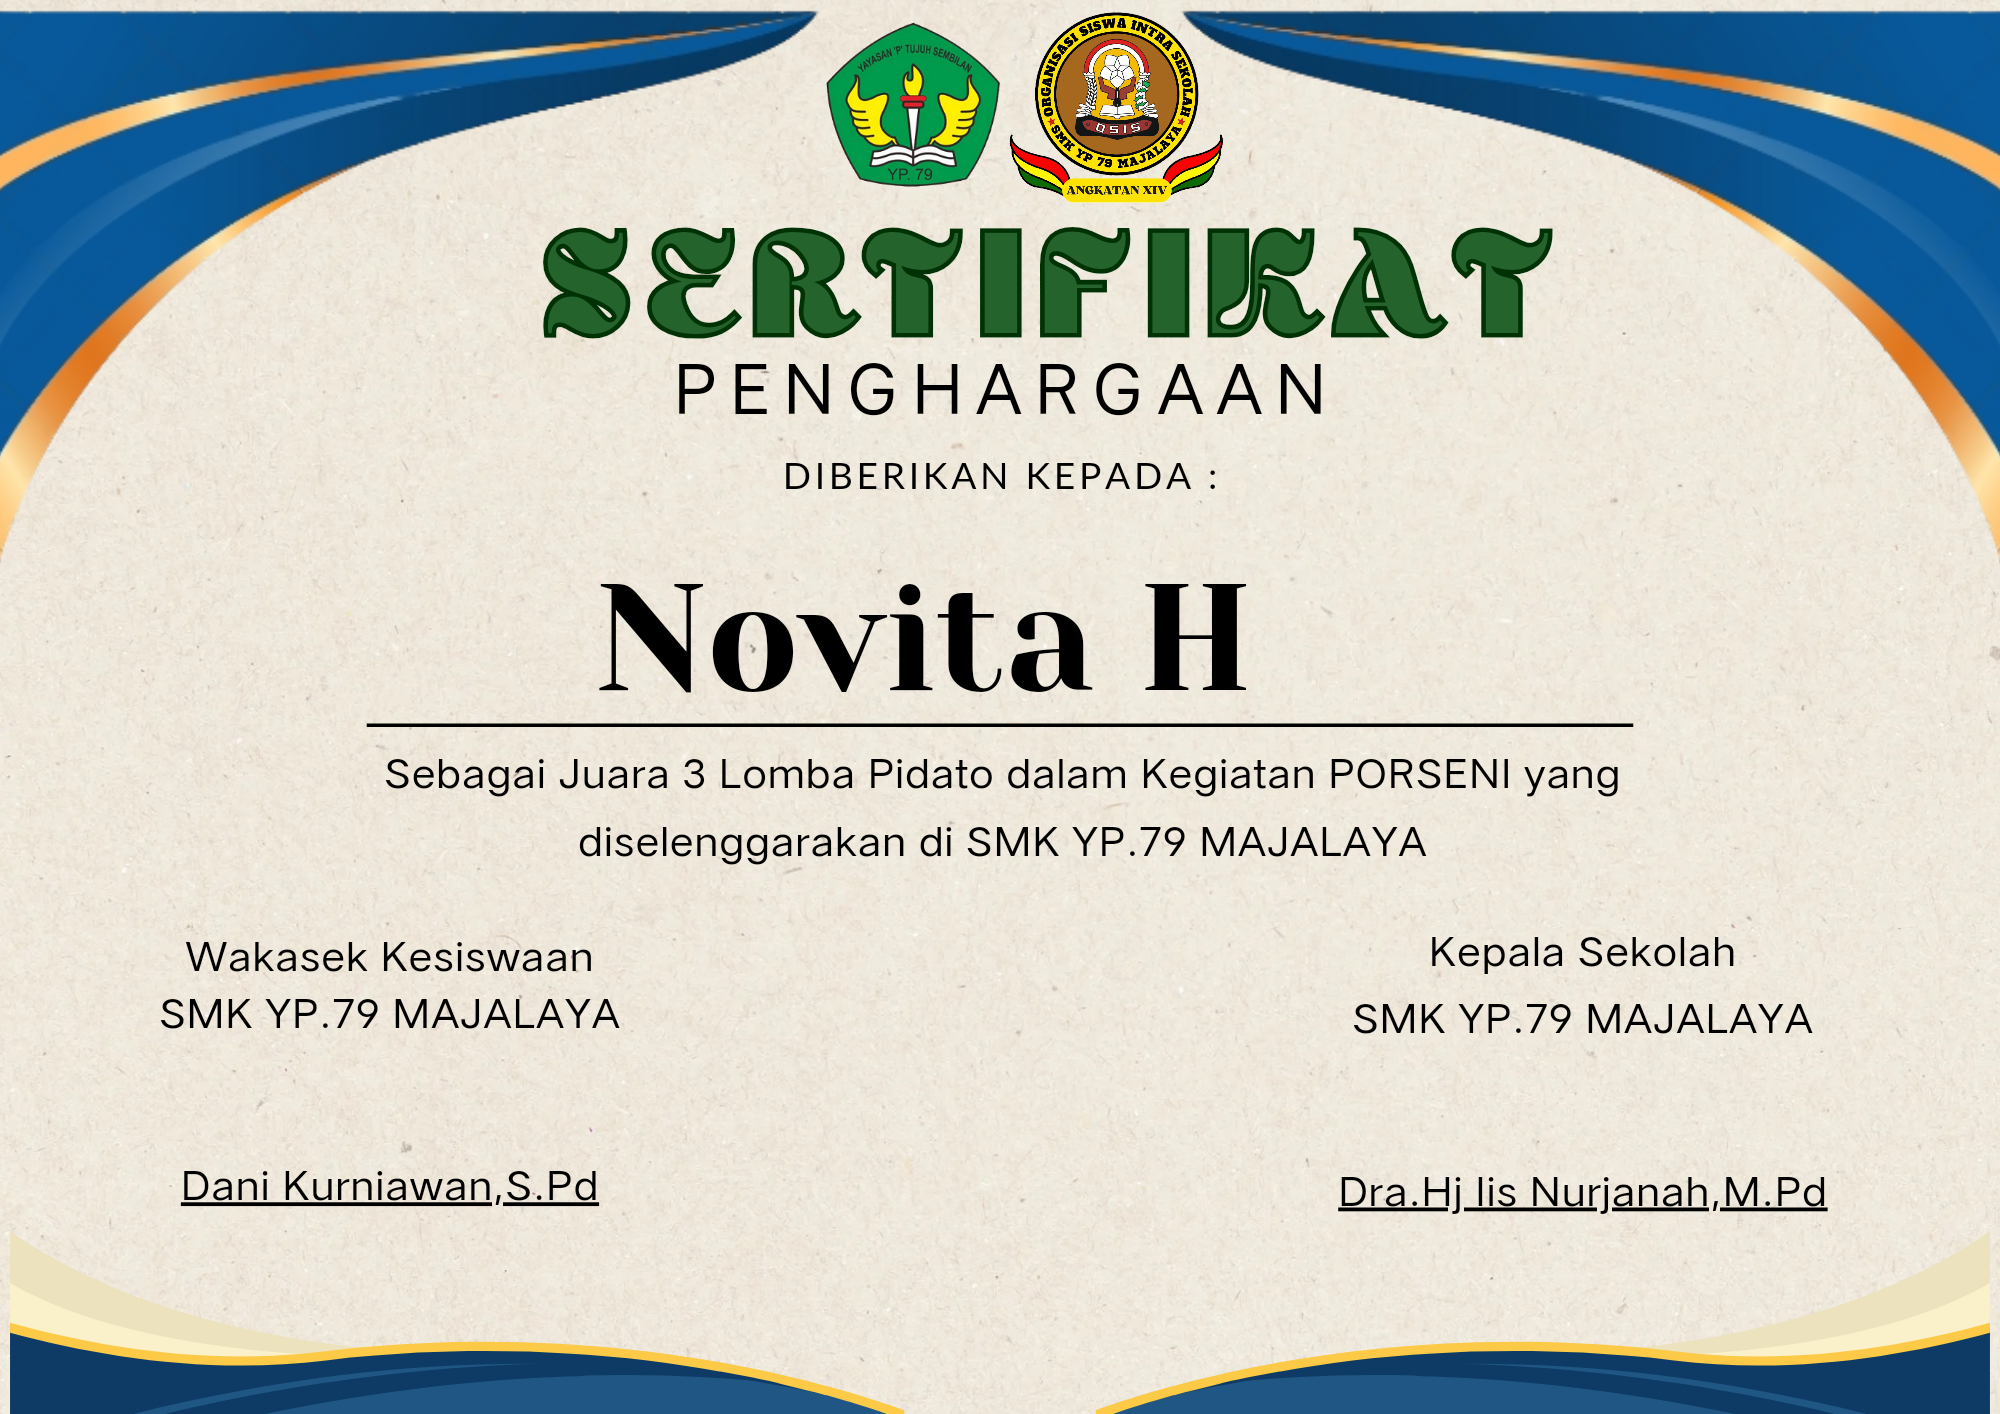 YAYASAN 'P' TUJUH SEMBILAN
YP. 79
ORGANISASI SISWA INTRA SEKOLAH
OSIS
SMK YP 79 MAJALAYA
ANGKATAN XIV
SERTIFIKAT
PENGHARGAAN
DIBERIKAN KEPADA :
Novita H
Sebagai Juara 3 Lomba Pidato dalam Kegiatan PORSENI yang
diselenggarakan di SMK YP.79 MAJALAYA
Wakasek Kesiswaan
SMK YP.79 MAJALAYA
Kepala Sekolah
SMK YP.79 MAJALAYA
Dani Kurniawan,S.Pd
Dra.Hj Iis Nurjanah,M.Pd